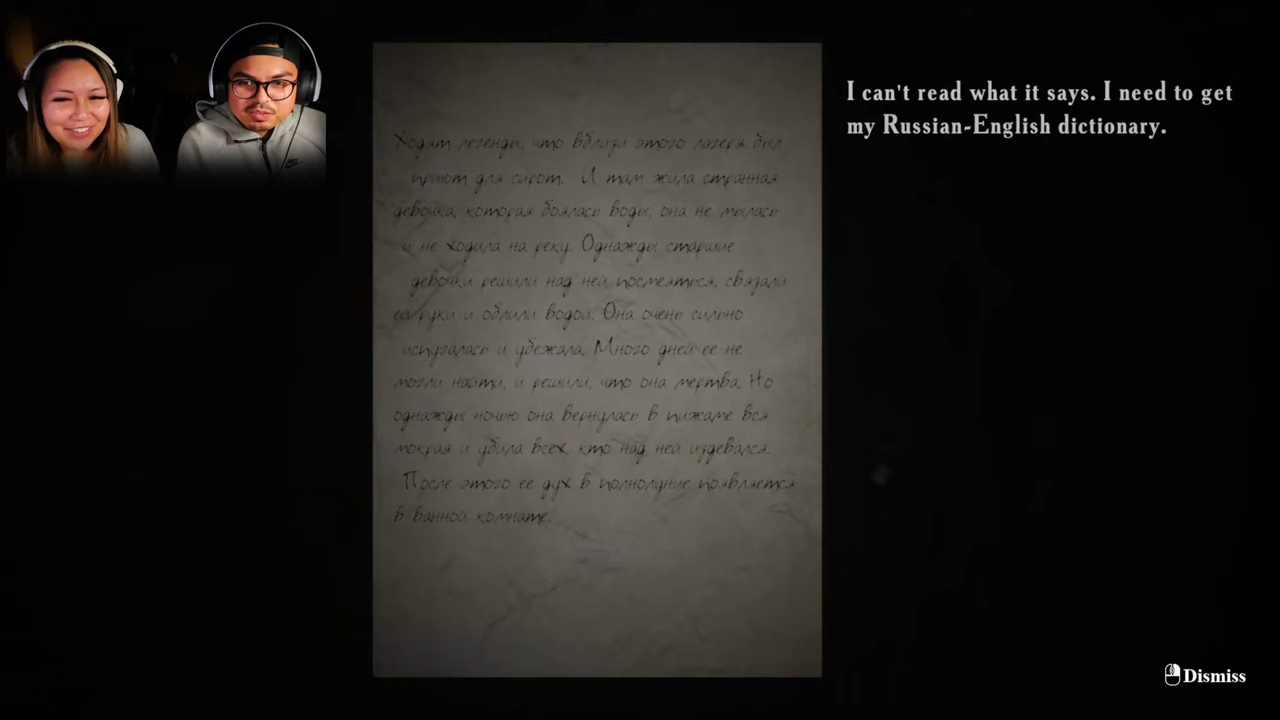 I can't read what it says. I need to get
my Russian-English dictionary.
Ходят легенды, что вблизи этого лагеря был
приют для сирот. И там жила странная
девочка, которая боялась воды, она не мылась
и не ходила на реку. Однажды старшие
девочки решили над ней посмеяться, связали
ей руки и облили водой. Она очень сильно
испугалась и убежала. Много дней ее не
могли найти, и решили, что она мертва. Но
однажды ночью она вернулась в пижаме вся
мокрая и убила всех, кто над ней издевался.
После этого ее дух в полнолуние появляется
в ванной комнате.
Dismiss